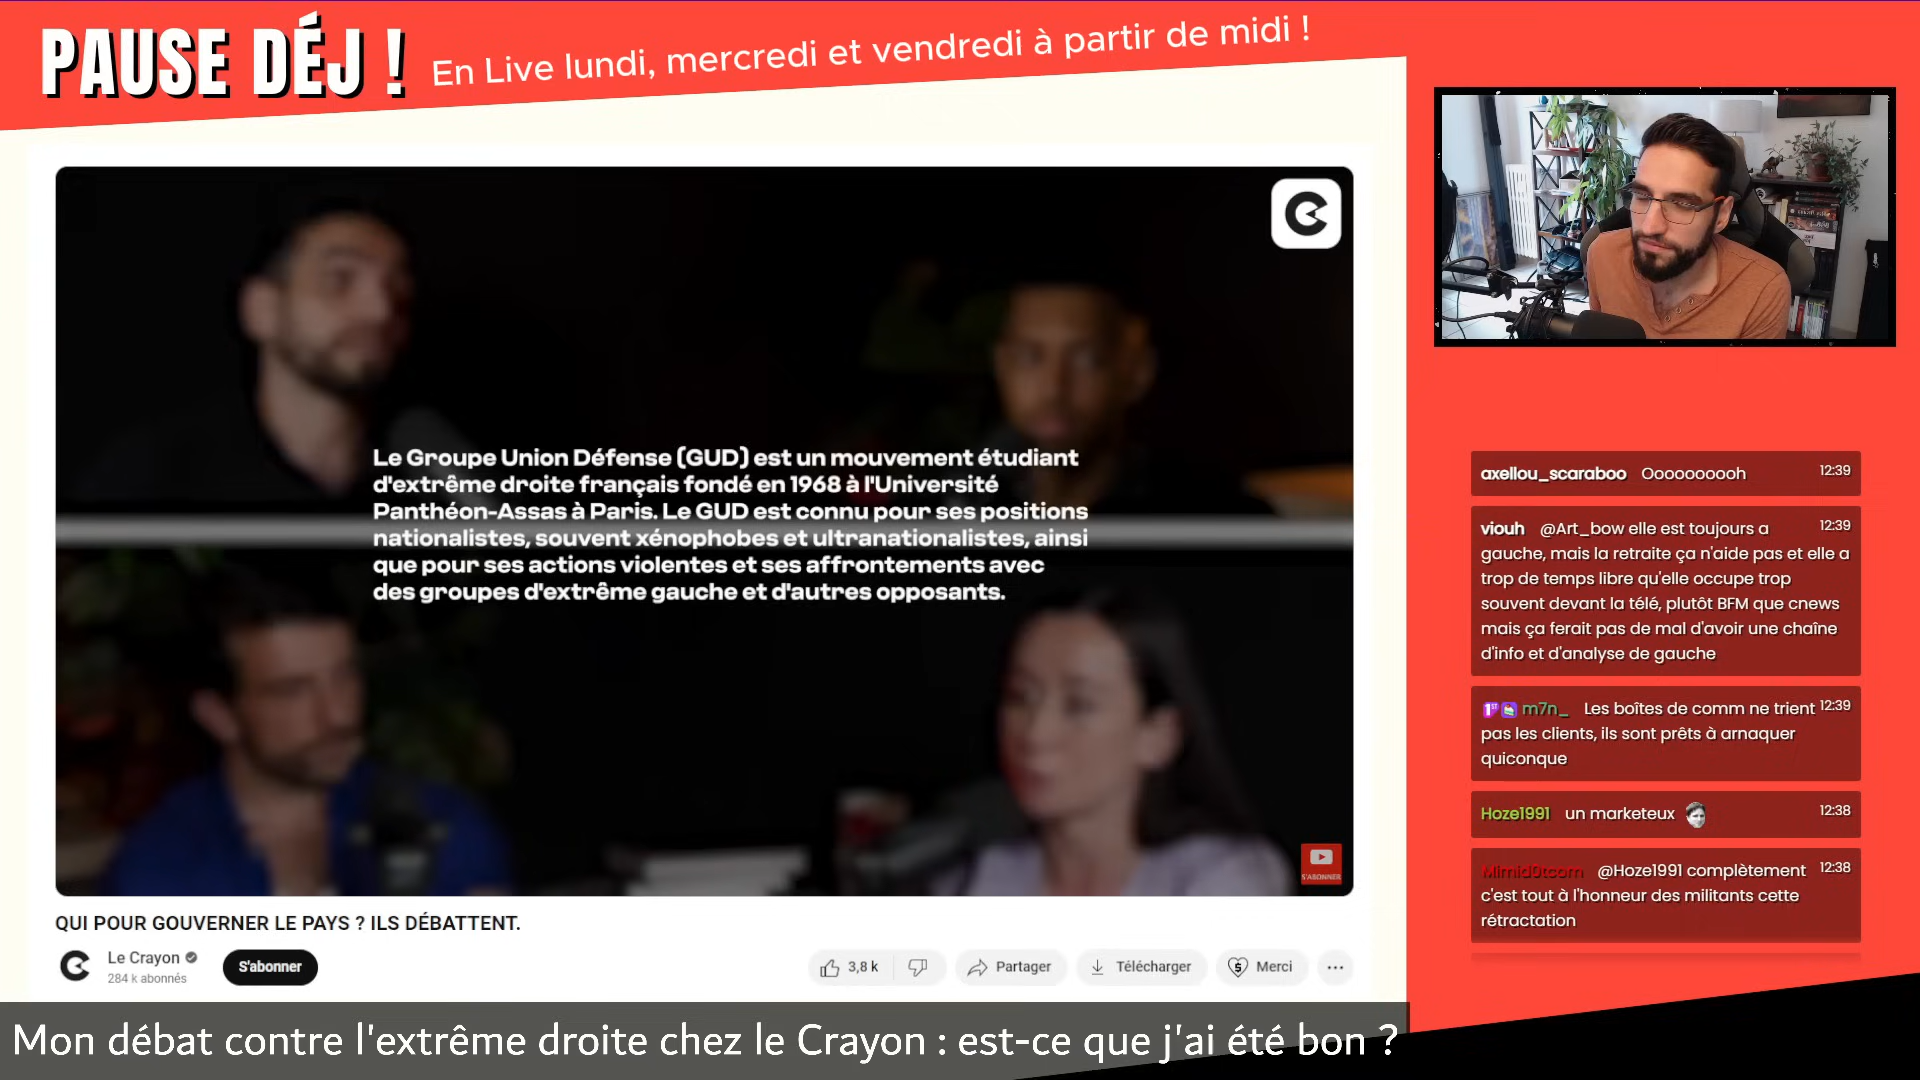 PAUSE DÉJ !
En Live lundi, mercredi et vendredi à partir de midi !
Le Groupe Union Défense (GUD) est un mouvement étudiant
d'extrême droite français fondé en 1968 à l'Université
Panthéon-Assas à Paris. Le GUD est connu pour ses positions
nationalistes, souvent xénophobes et ultranationalistes, ainsi
que pour ses actions violentes et ses affrontements avec
des groupes d'extrême gauche et d'autres opposants.
S'ABONNER
QUI POUR GOUVERNER LE PAYS ? ILS DÉBATTENT.
Le Crayon
284 k abonnés
S'abonner
3,8 k
Partager
Télécharger
Merci
axellou_scaraboo Ooooooooooh 12:39
viouh @Art_bow elle est toujours a 12:39
gauche, mais la retraite ça n'aide pas et elle a
trop de temps libre qu'elle occupe trop
souvent devant la télé, plutôt BFM que cnews
mais ça ferait pas de mal d'avoir une chaîne
d'info et d'analyse de gauche
m7n_ Les boîtes de comm ne trient 12:39
pas les clients, ils sont prêts à arnaquer
quiconque
Hoze1991 un marketeux 12:38
Mimid0tcom @Hoze1991 complètement 12:38
c'est tout à l'honneur des militants cette
rétractation
Mon débat contre l'extrême droite chez le Crayon : est-ce que j'ai été bon ?